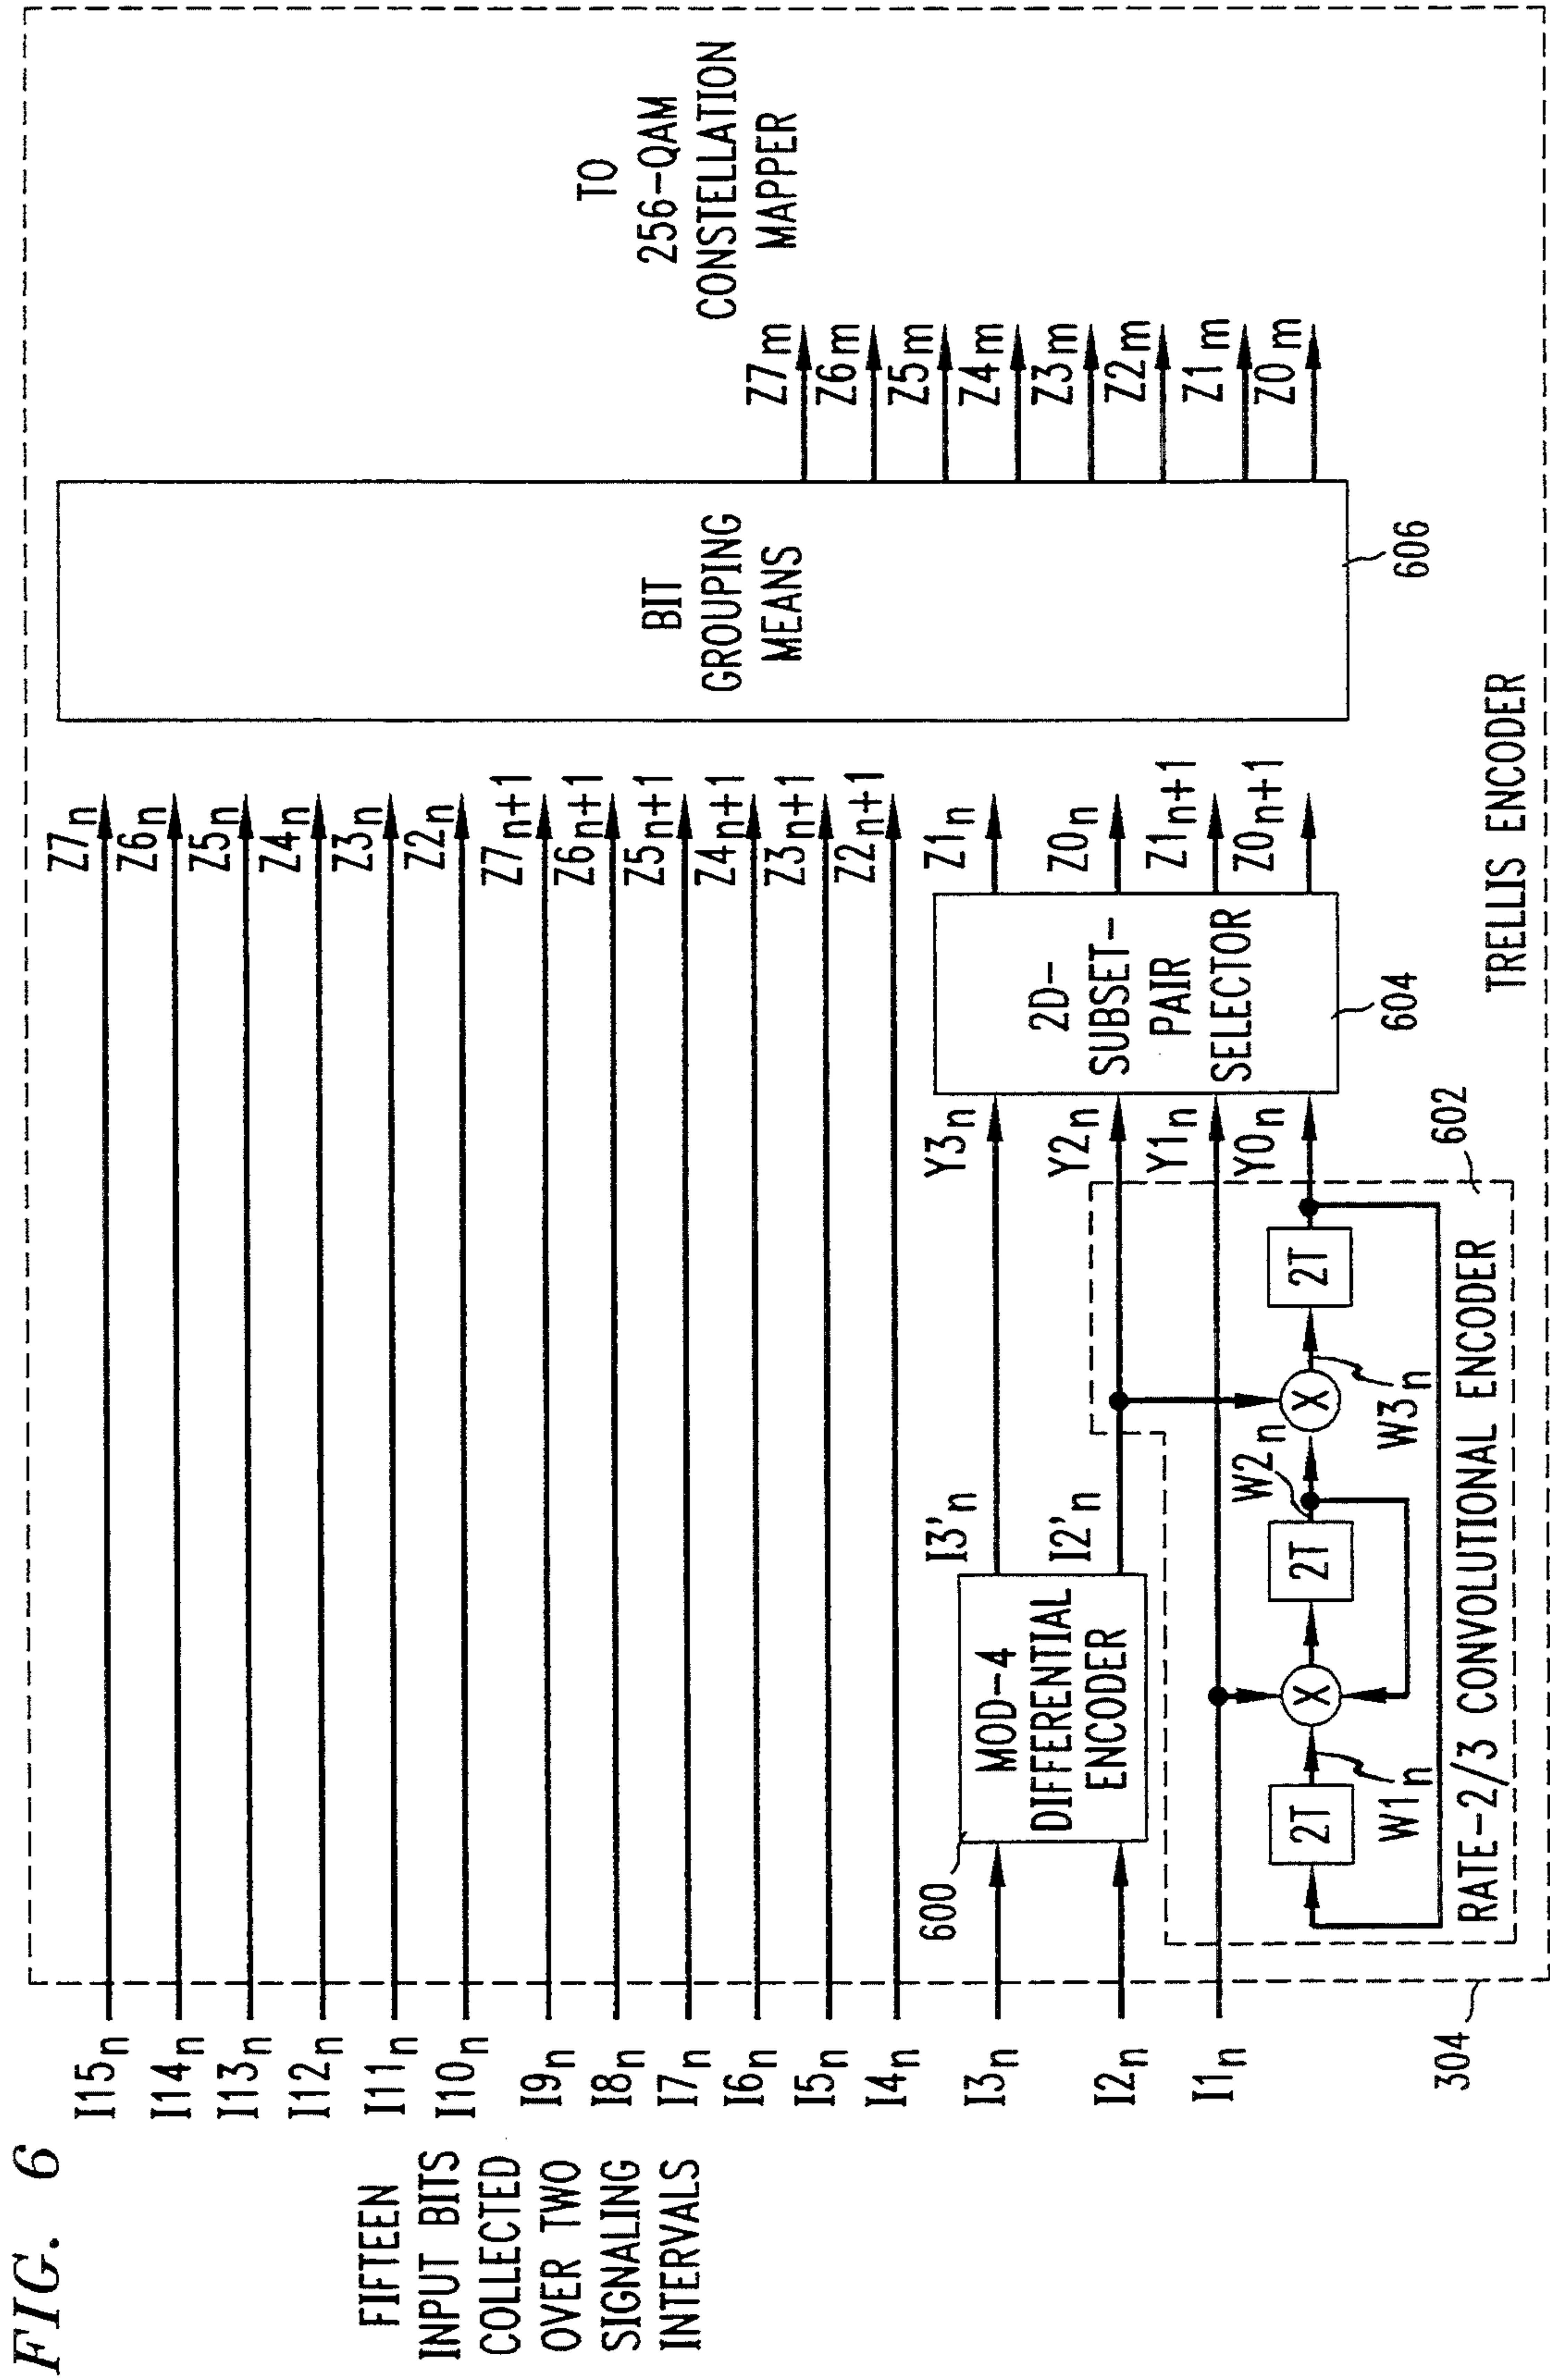 FIG. 6
FIFTEEN
INPUT BITS
COLLECTED
OVER TWO
SIGNALING
INTERVALS
I15n
I14n
I13n
I12n
I11n
I10n
I9n
I8n
I7n
I6n
I5n
I4n
I3n
I2n
I1n
304
600
MOD-4
DIFFERENTIAL
ENCODER
I3'n
I2'n
2T
W1n
X
2T
W2n
X
W3n
2T
RATE-2/3 CONVOLUTIONAL ENCODER
602
Y3n
Y2n
Y1n
Y0n
2D-
SUBSET-
PAIR
SELECTOR
604
Z7n
Z6n
Z5n
Z4n
Z3n
Z2n
Z7n+1
Z6n+1
Z5n+1
Z4n+1
Z3n+1
Z2n+1
Z1n
Z0n
Z1n+1
Z0n+1
TRELLIS ENCODER
BIT
GROUPING
MEANS
606
Z7m
Z6m
Z5m
Z4m
Z3m
Z2m
Z1m
Z0m
TO
256-QAM
CONSTELLATION
MAPPER